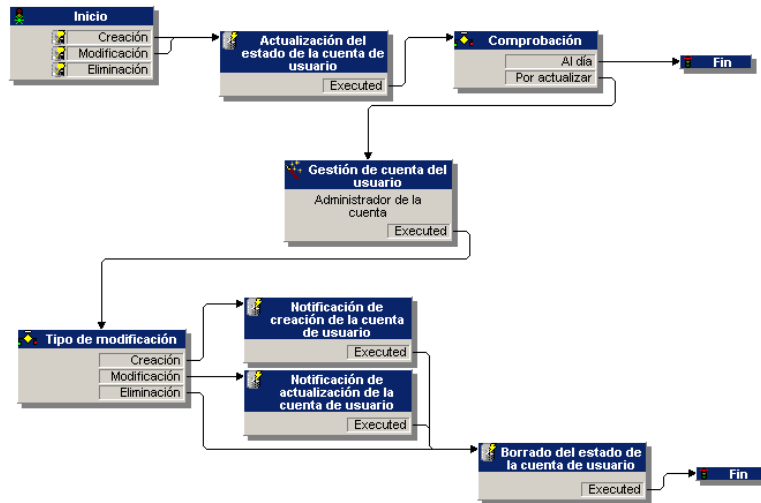 Inicio
Creación
Modificación
Eliminación
Actualización del
estado de la cuenta de
usuario
Executed
Comprobación
Al día
Por actualizar
Fin
Gestión de cuenta del
usuario
Administrador de la
cuenta
Executed
Tipo de modificación
Creación
Modificación
Eliminación
Notificación de
creación de la cuenta
de usuario
Executed
Notificación de
actualización de la
cuenta de usuario
Executed
Borrado del estado de
la cuenta de usuario
Executed
Fin